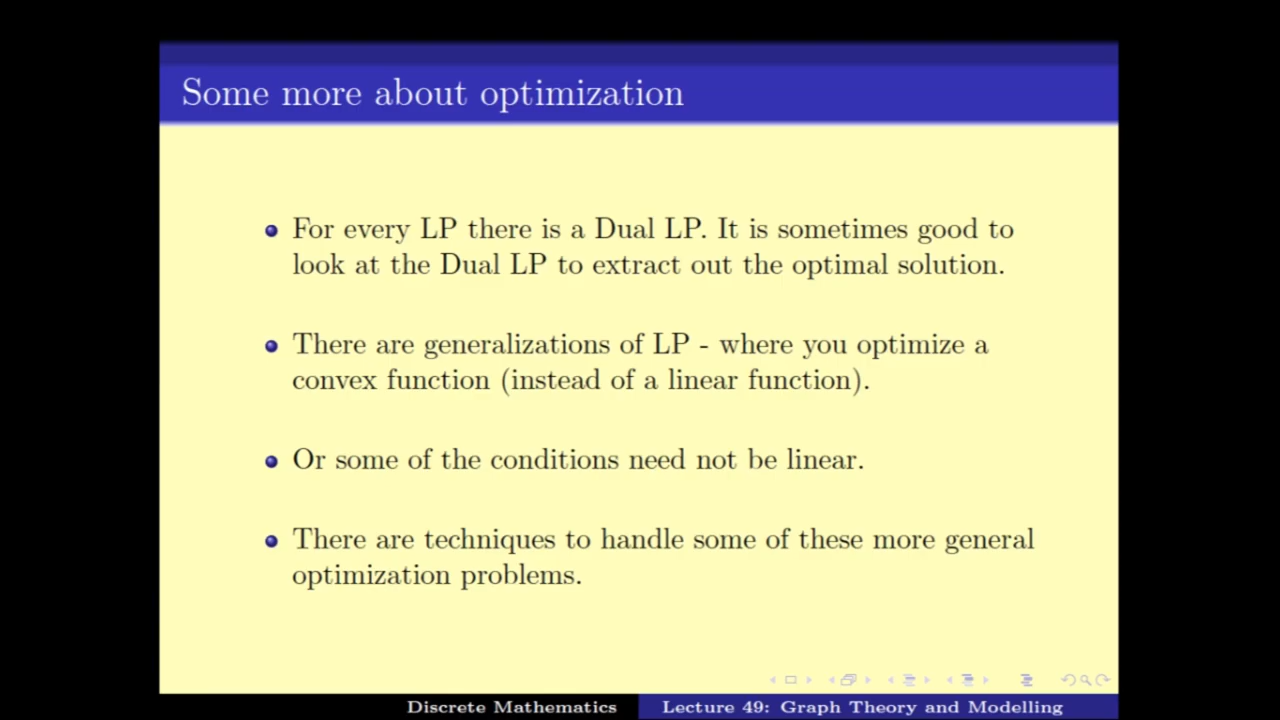 Some more about optimization
For every LP there is a Dual LP. It is sometimes good to
look at the Dual LP to extract out the optimal solution.
There are generalizations of LP - where you optimize a
convex function (instead of a linear function).
Or some of the conditions need not be linear.
There are techniques to handle some of these more general
optimization problems.
Discrete Mathematics
Lecture 49: Graph Theory and Modelling